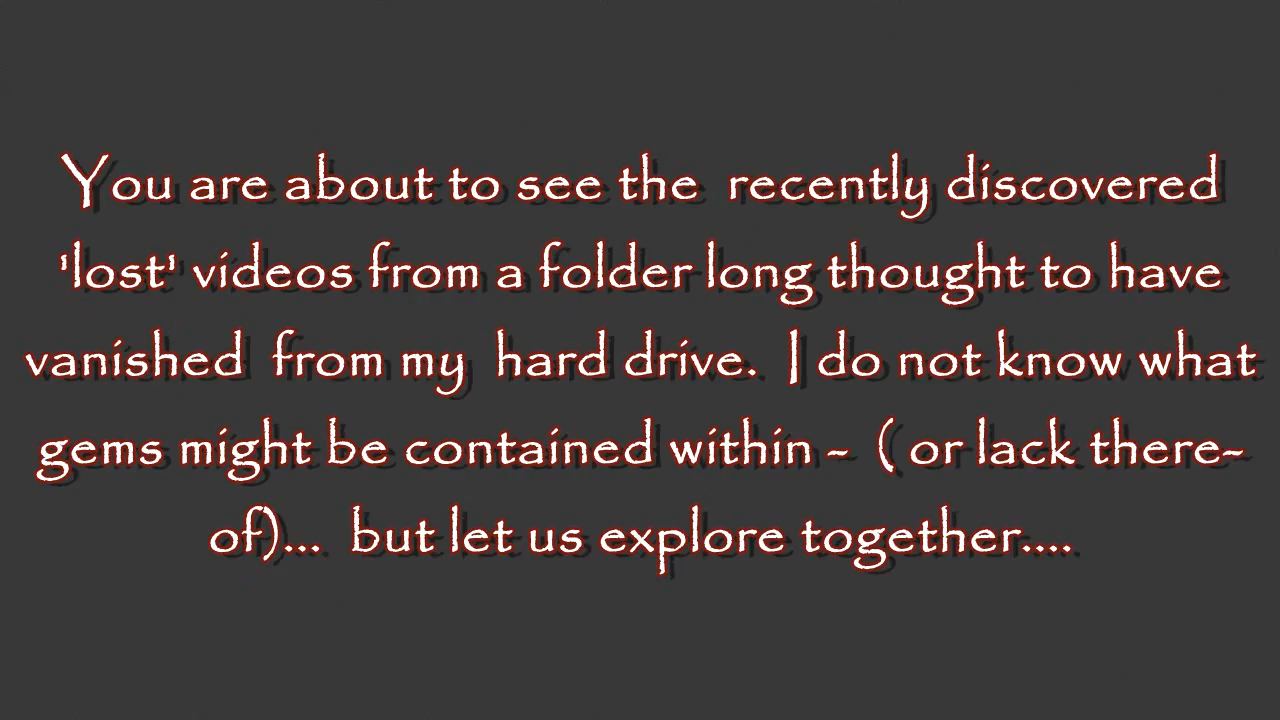 You are about to see the recently discovered
'lost' videos from a folder long thought to have
vanished from my hard drive. I do not know what
gems might be contained within - ( or lack there-
of)... but let us explore together....